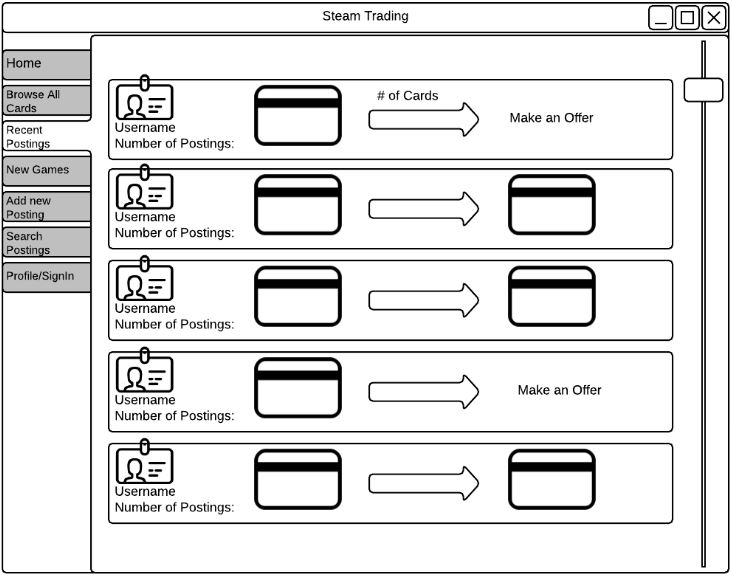 Steam Trading
Home
Browse All
Cards
Recent
Postings
New Games
Add new
Posting
Search
Postings
Profile/SignIn
Username
Number of Postings:
# of Cards
Make an Offer
Username
Number of Postings:
Username
Number of Postings:
Username
Number of Postings:
Make an Offer
Username
Number of Postings: